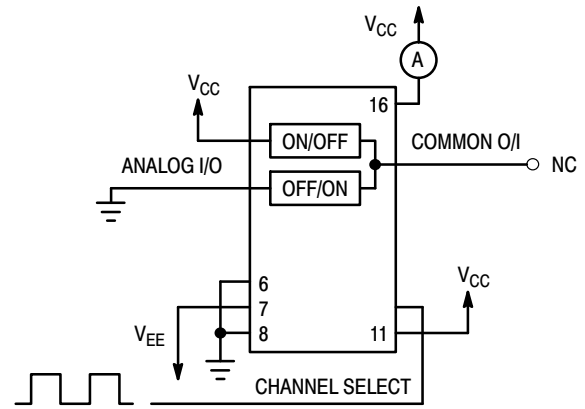 V_CC
A
16
V_CC
ON/OFF
COMMON O/I
ANALOG I/O
NC
OFF/ON
6
V_CC
7
V_EE
8
11
CHANNEL SELECT